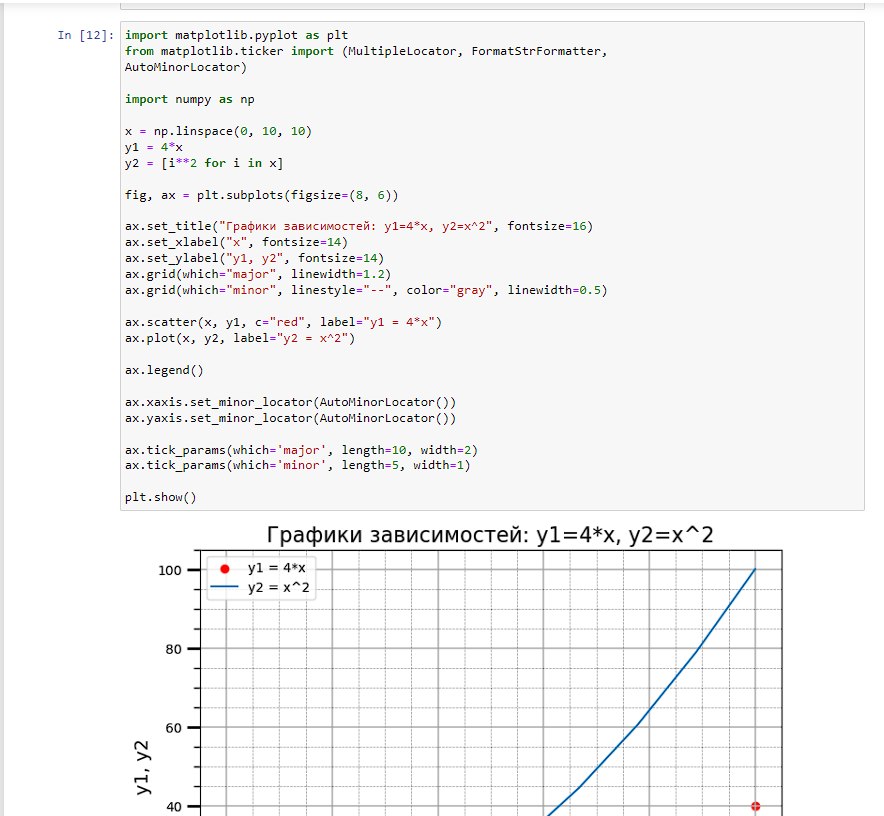 In [12]:
import matplotlib.pyplot as plt
from matplotlib.ticker import (MultipleLocator, FormatStrFormatter,
AutoMinorLocator)
import numpy as np
x = np.linspace(0, 10, 10)
y1 = 4*x
y2 = [i**2 for i in x]
fig, ax = plt.subplots(figsize=(8, 6))
ax.set_title("Графики зависимостей: y1=4*x, y2=x^2", fontsize=16)
ax.set_xlabel("x", fontsize=14)
ax.set_ylabel("y1, y2", fontsize=14)
ax.grid(which="major", linewidth=1.2)
ax.grid(which="minor", linestyle="--", color="gray", linewidth=0.5)
ax.scatter(x, y1, c="red", label="y1 = 4*x")
ax.plot(x, y2, label="y2 = x^2")
ax.legend()
ax.xaxis.set_minor_locator(AutoMinorLocator())
ax.yaxis.set_minor_locator(AutoMinorLocator())
ax.tick_params(which='major', length=10, width=2)
ax.tick_params(which='minor', length=5, width=1)
plt.show()
Графики зависимостей: y1=4*x, y2=x^2
y1 = 4*x
y2 = x^2
100
80
60
40
y1, y2